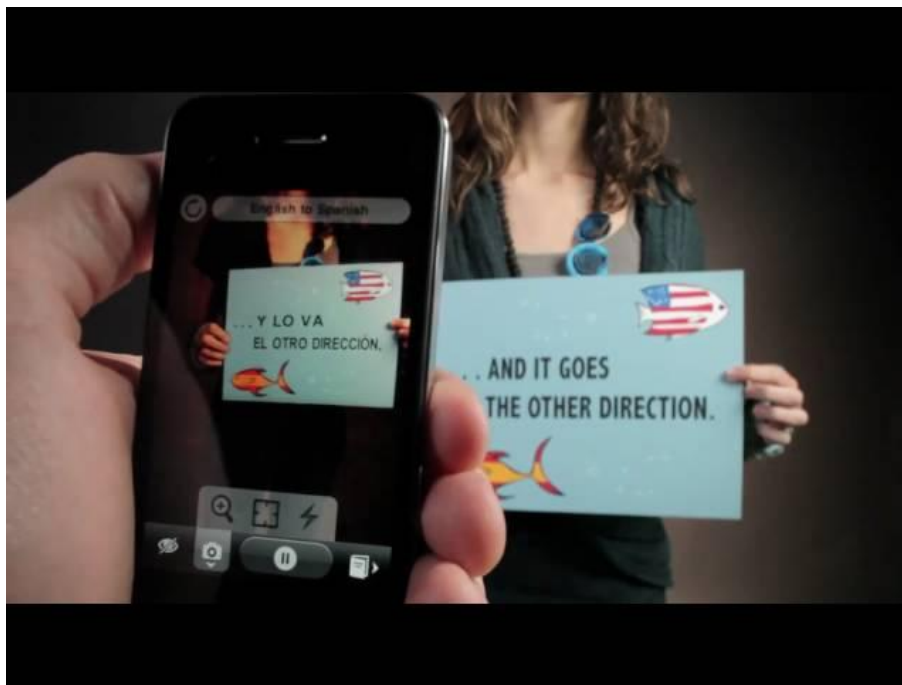 English to Spanish
...Y LO VA
EL OTRO DIRECCIÓN.
. . AND IT GOES
THE OTHER DIRECTION.